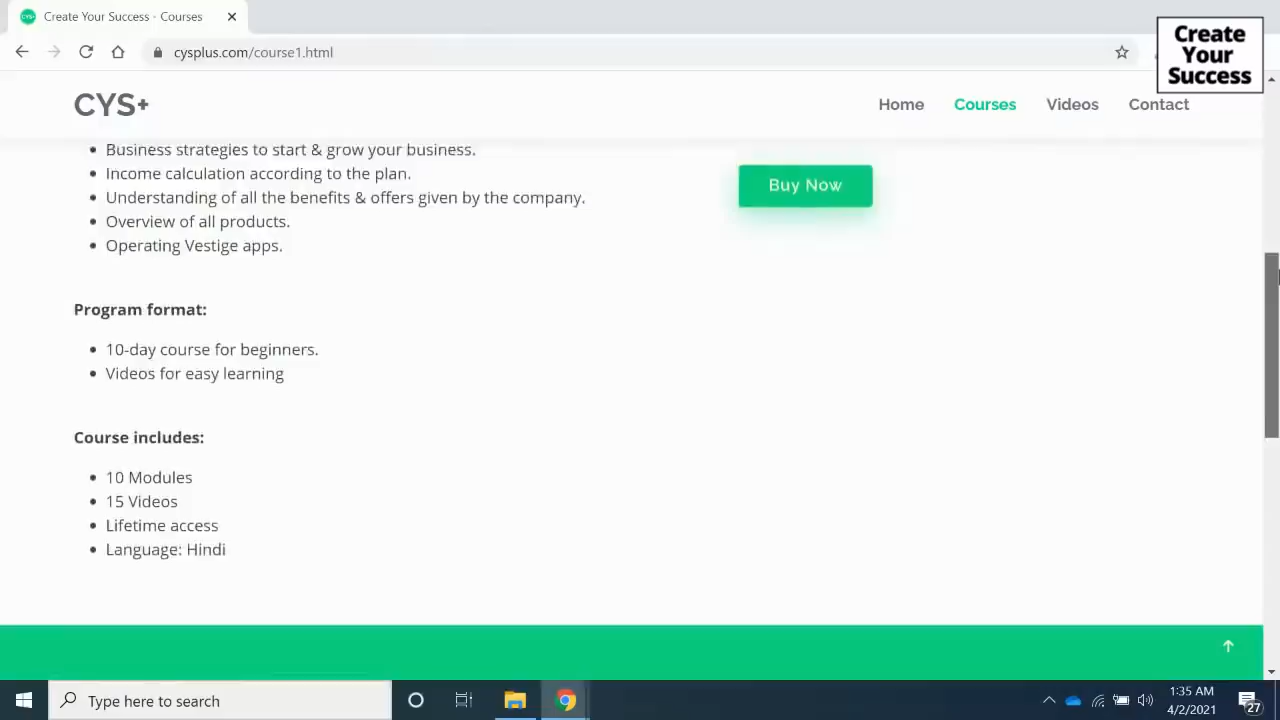 Create Your Success - Courses
cysplus.com/course1.html
Create
Your
Success
CYS+
Home
Courses
Videos
Contact
Business strategies to start & grow your business.
Income calculation according to the plan.
Understanding of all the benefits & offers given by the company.
Overview of all products.
Operating Vestige apps.
Buy Now
Program format:
10-day course for beginners.
Videos for easy learning
Course includes:
10 Modules
15 Videos
Lifetime access
Language: Hindi
Type here to search
1:35 AM
4/2/2021
27